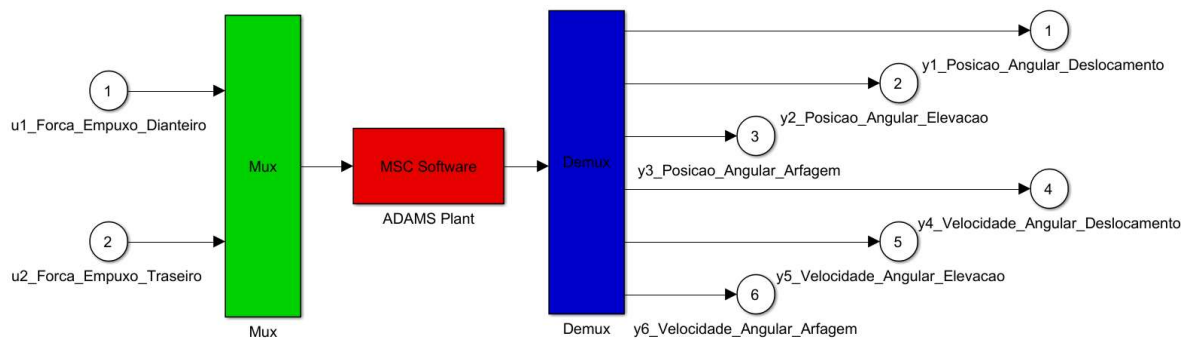 1
y1_Posicao_Angular_Deslocamento
1
u1_Forca_Empuxo_Dianteiro
2
y2_Posicao_Angular_Elevacao
3
y3_Posicao_Angular_Arfagem
Mux
MSC Software
ADAMS Plant
Demux
4
y4_Velocidade_Angular_Deslocamento
2
u2_Forca_Empuxo_Traseiro
5
y5_Velocidade_Angular_Elevacao
6
y6_Velocidade_Angular_Arfagem
Mux
Demux